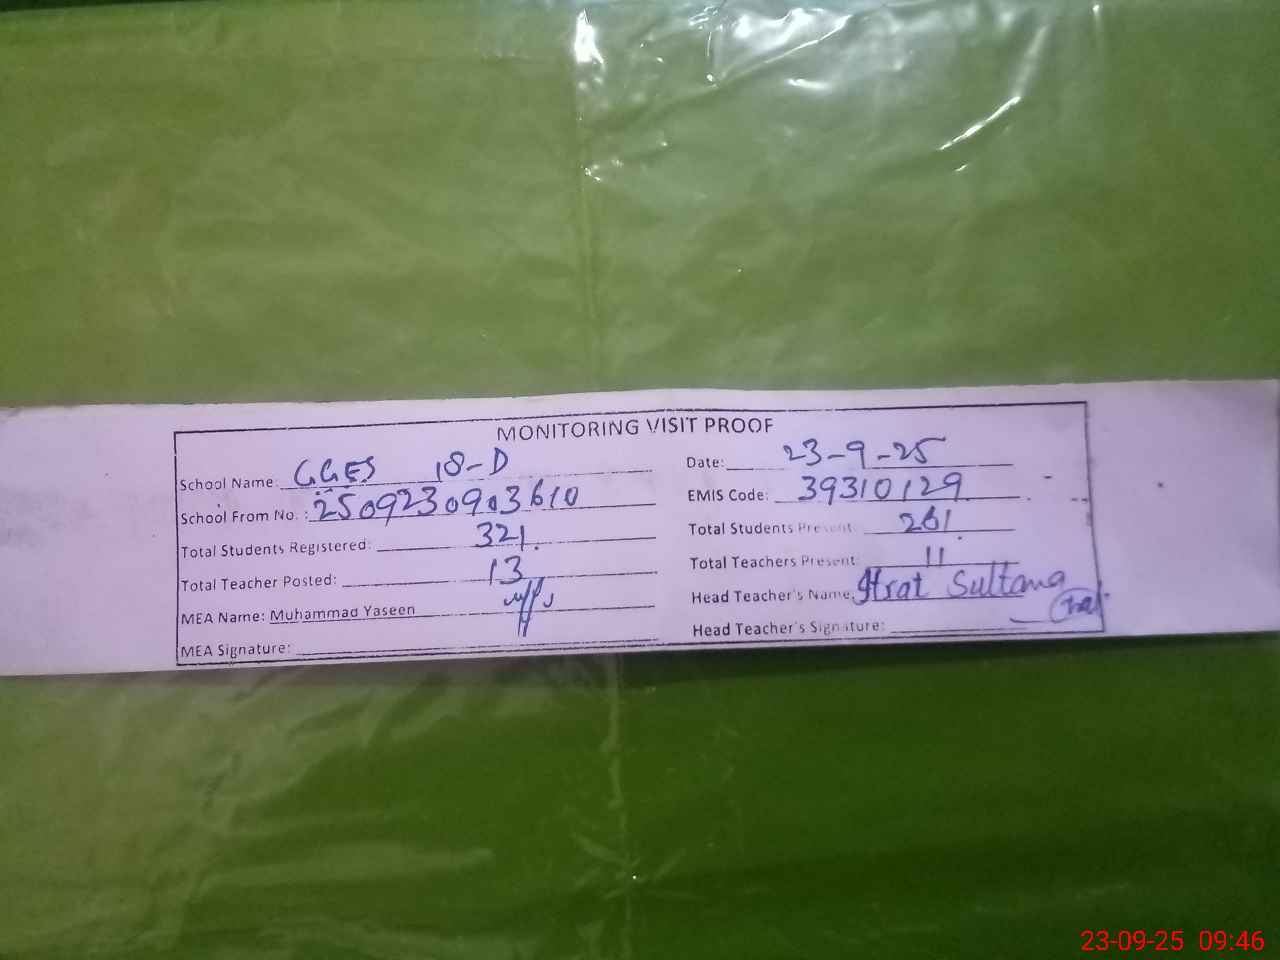 MONITORING VISIT PROOF
School Name: GGES 18-D
Date: 23-9-25
School From No. : 2509230903610
EMIS Code: 39310129
Total Students Registered: 321
Total Students Present: 261
Total Teacher Posted: 13
Total Teachers Present: 11
MEA Name: Muhammad Yaseen
Head Teacher's Name: Itrat Sultana
MEA Signature:
Head Teacher's Signature:
23-09-25 09:46